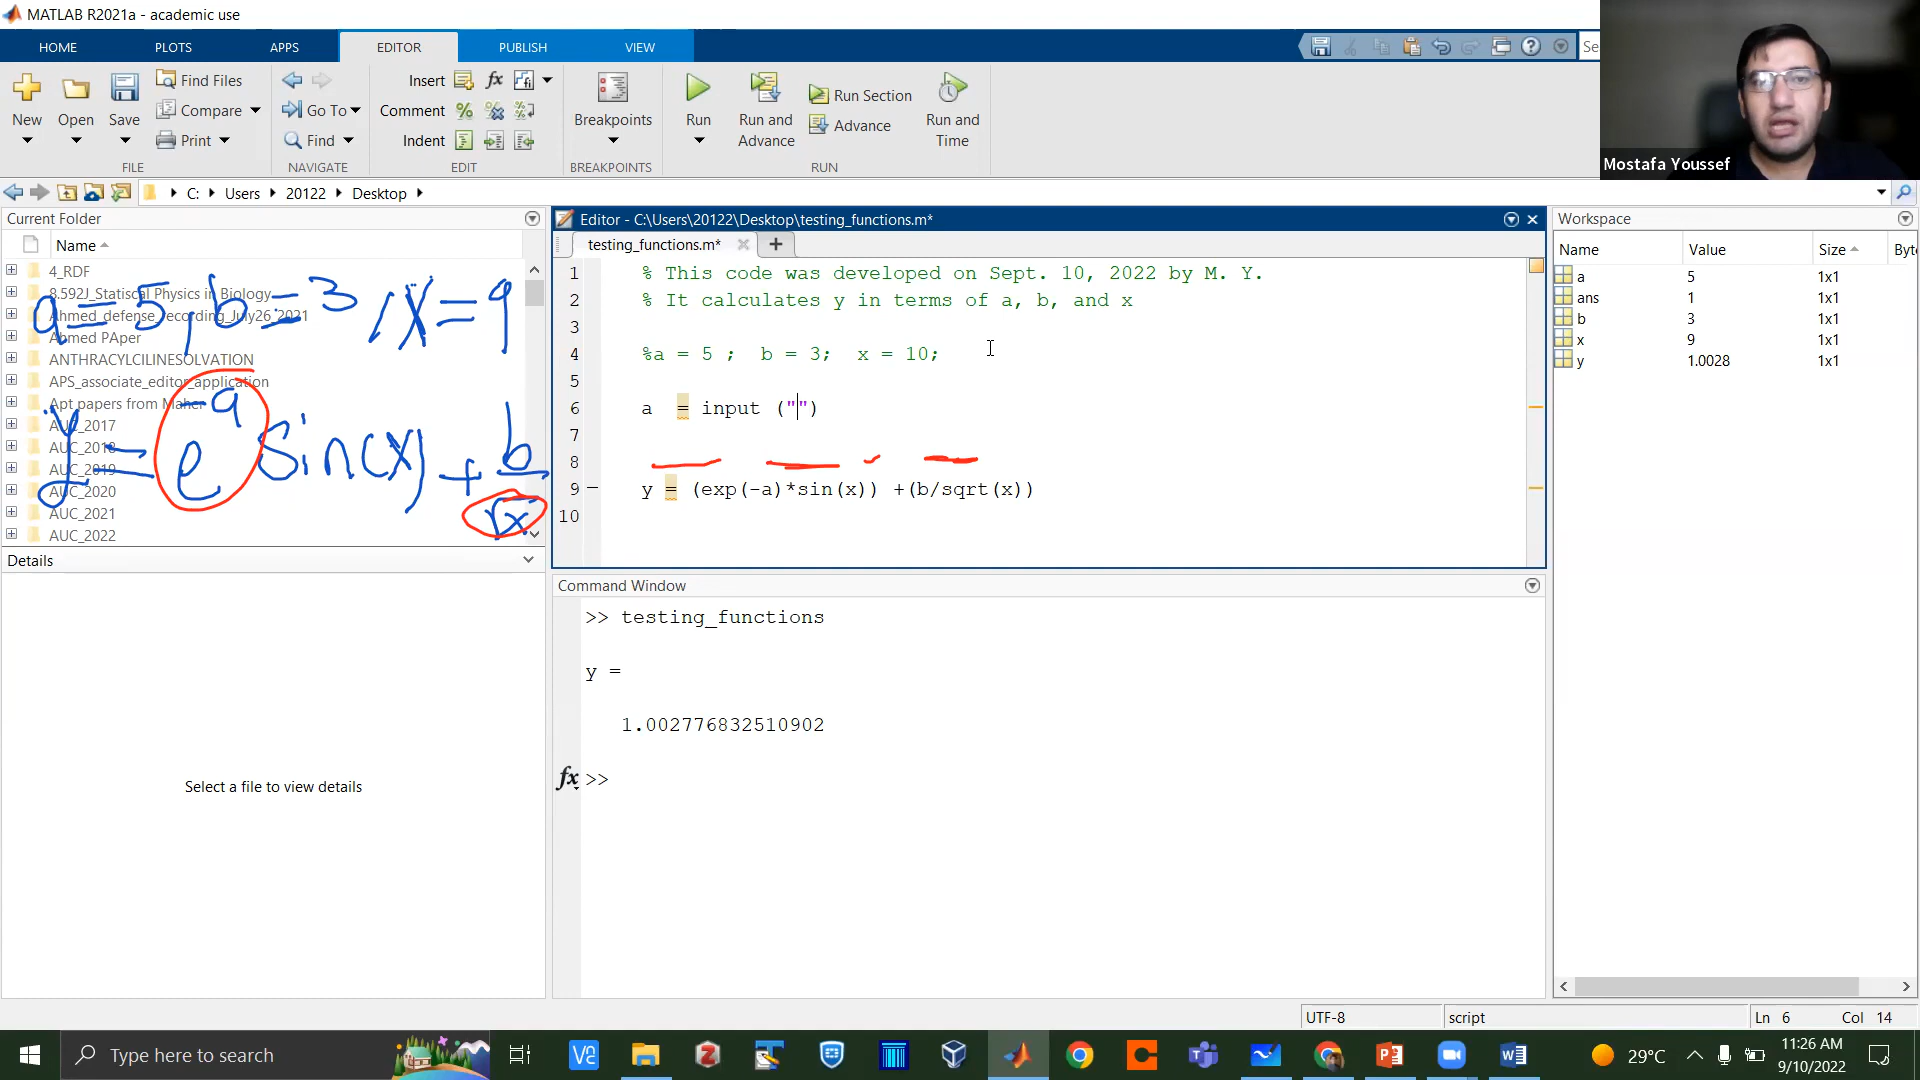 MATLAB R2021a - academic use
HOME PLOTS APPS EDITOR PUBLISH VIEW
Se
New
Open
Save
Find Files
Compare
Print
FILE
Go To
Find
NAVIGATE
Insert fx
Comment
Indent
EDIT
Breakpoints
BREAKPOINTS
Run
Run and Advance
Run Section
Advance
Run and Time
RUN
Mostafa Youssef
C: Users 20122 Desktop
Current Folder
Name
4_RDF
8.592J_Statiscal Physics in Biology
Ahmed_defense_recording_July26_2021
Ahmed PAper
ANTHRACYLCILINESOLVATION
APS_associate_editor_application
Apt papers from Maher
AUC_2017
AUC_2018
AUC_2019
AUC_2020
AUC_2021
AUC_2022
a=5, b=3, x=9
y=e^-a sin(x) + b/√x
Details
Select a file to view details
Editor - C:\Users\20122\Desktop\testing_functions.m*
testing_functions.m*
1 % This code was developed on Sept. 10, 2022 by M. Y.
2 % It calculates y in terms of a, b, and x
3
4 %a = 5 ; b = 3; x = 10;
5
6 a = input ("")
7
8
9 y = (exp(-a)*sin(x)) +(b/sqrt(x))
10
Command Window
>> testing_functions
y =
1.002776832510902
fx >>
Workspace
Name Value Size Byt
a 5 1x1
ans 1 1x1
b 3 1x1
x 9 1x1
y 1.0028 1x1
UTF-8 script Ln 6 Col 14
Type here to search
29°C
11:26 AM
9/10/2022